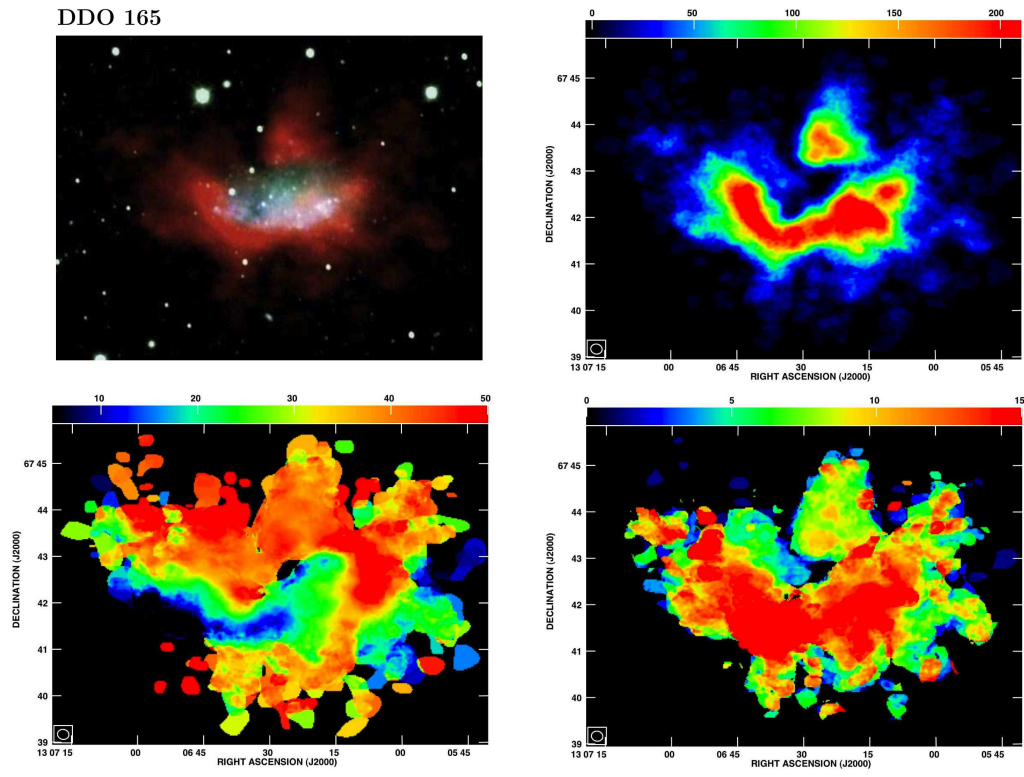 DDO 165
0 50 100 150 200
DECLINATION (J2000)
67 45
44
43
42
41
40
39
13 07 15 00 06 45 30 15 00 05 45
RIGHT ASCENSION (J2000)
10 20 30 40 50
DECLINATION (J2000)
67 45
44
43
42
41
40
39
13 07 15 00 06 45 30 15 00 05 45
RIGHT ASCENSION (J2000)
0 5 10 15
DECLINATION (J2000)
67 45
44
43
42
41
40
39
13 07 15 00 06 45 30 15 00 05 45
RIGHT ASCENSION (J2000)